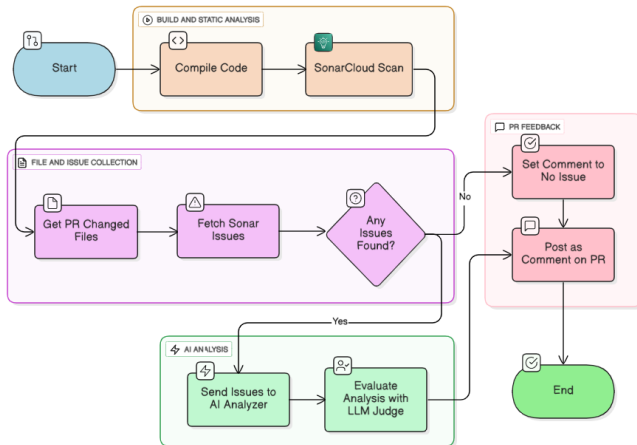 BUILD AND STATIC ANALYSIS
Start
Compile Code
SonarCloud Scan
FILE AND ISSUE COLLECTION
Get PR Changed
Files
Fetch Sonar
Issues
Any
Issues
Found?
No
Yes
PR FEEDBACK
Set Comment to
No Issue
Post as
Comment on PR
AI ANALYSIS
Send Issues to
AI Analyzer
Evaluate
Analysis with
LLM Judge
End